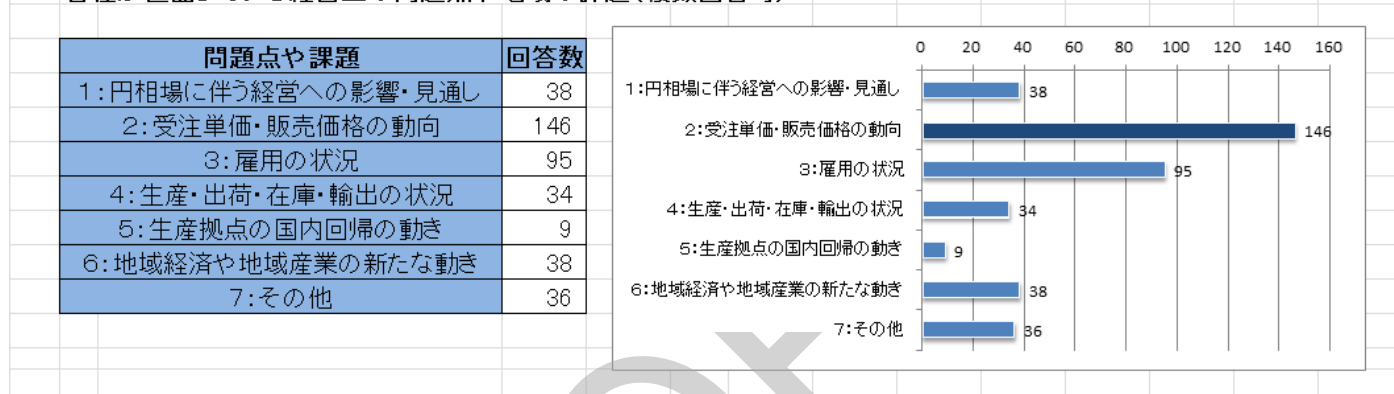 問題点や課題 回答数
1:円相場に伴う経営への影響・見通し 38
2:受注単価・販売価格の動向 146
3:雇用の状況 95
4:生産・出荷・在庫・輸出の状況 34
5:生産拠点の国内回帰の動き 9
6:地域経済や地域産業の新たな動き 38
7:その他 36
0 20 40 60 80 100 120 140 160
1:円相場に伴う経営への影響・見通し 38
2:受注単価・販売価格の動向 146
3:雇用の状況 95
4:生産・出荷・在庫・輸出の状況 34
5:生産拠点の国内回帰の動き 9
6:地域経済や地域産業の新たな動き 38
7:その他 36